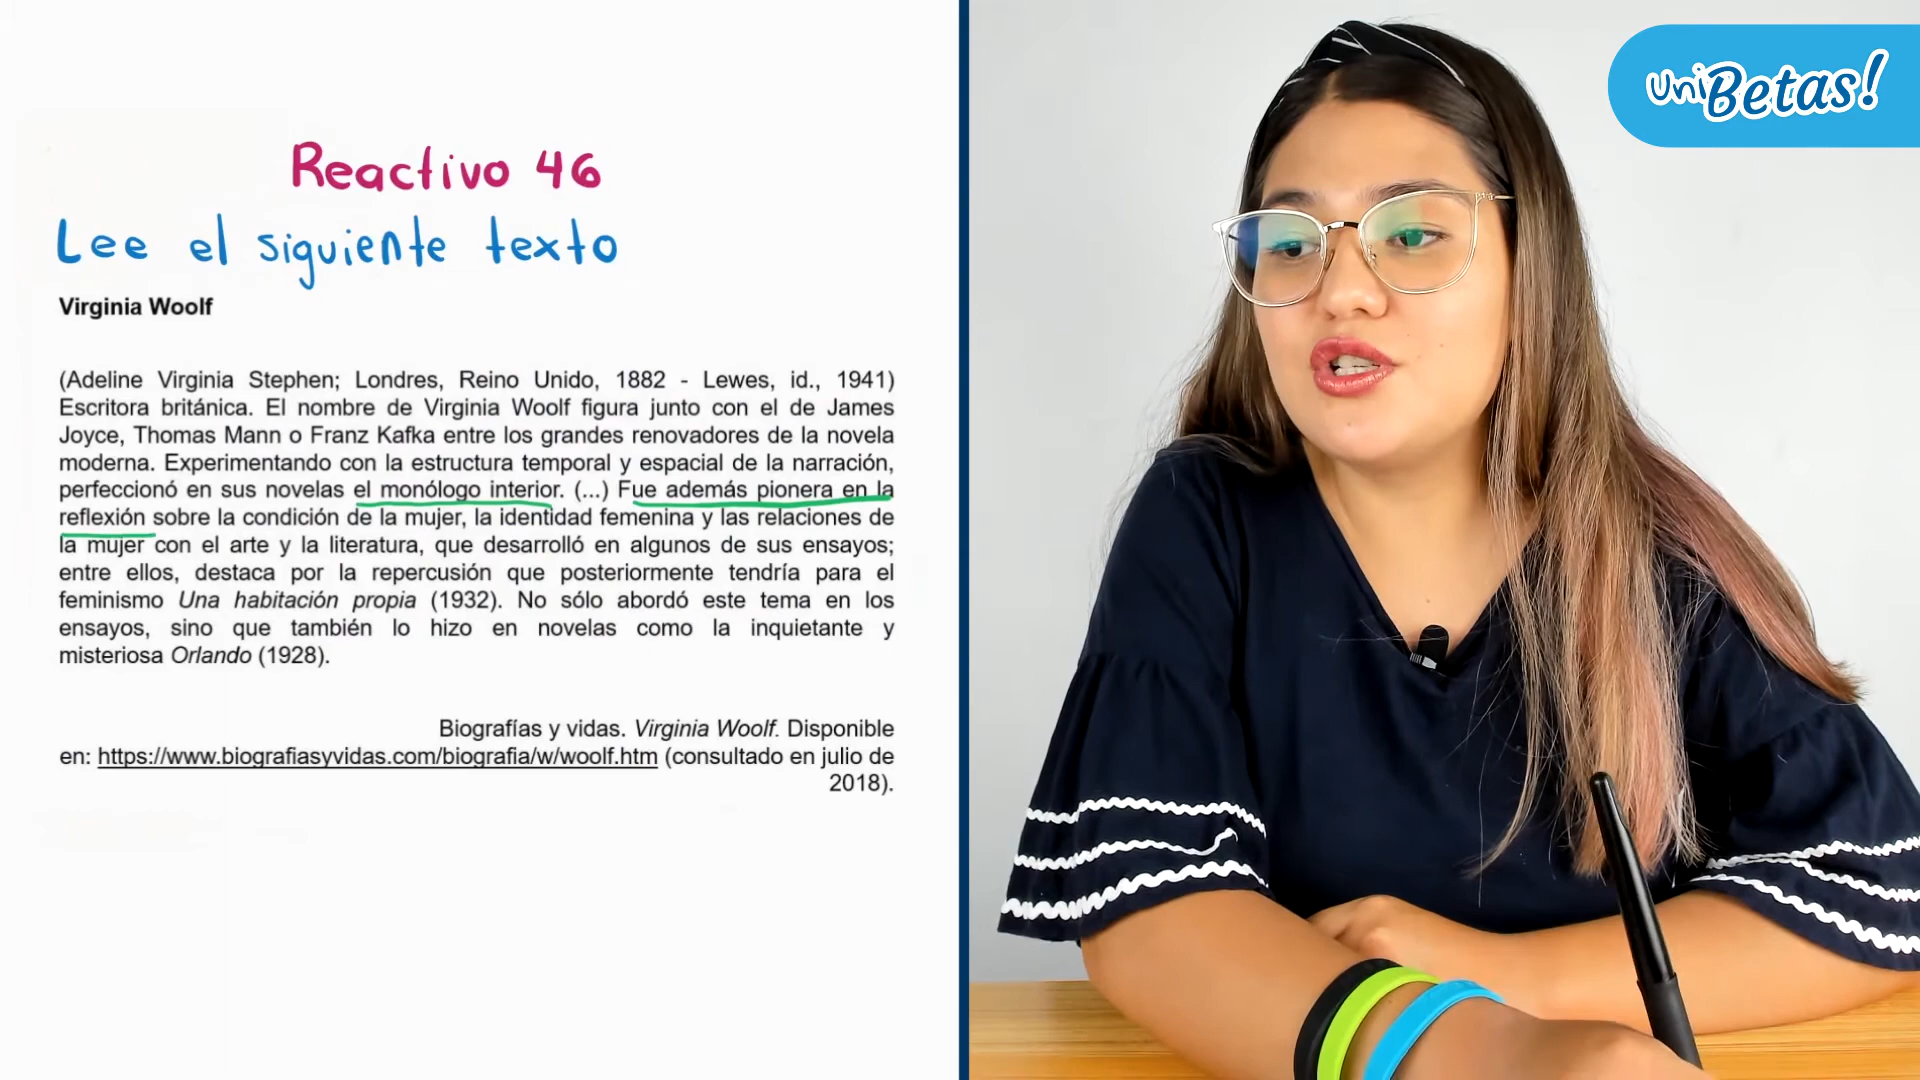 Reactivo 46
Lee el siguiente texto
Virginia Woolf
(Adeline Virginia Stephen; Londres, Reino Unido, 1882 - Lewes, id., 1941)
Escritora británica. El nombre de Virginia Woolf figura junto con el de James
Joyce, Thomas Mann o Franz Kafka entre los grandes renovadores de la novela
moderna. Experimentando con la estructura temporal y espacial de la narración,
perfeccionó en sus novelas el monólogo interior. (...) Fue además pionera en la
reflexión sobre la condición de la mujer, la identidad femenina y las relaciones de
la mujer con el arte y la literatura, que desarrolló en algunos de sus ensayos;
entre ellos, destaca por la repercusión que posteriormente tendría para el
feminismo Una habitación propia (1932). No sólo abordó este tema en los
ensayos, sino que también lo hizo en novelas como la inquietante y
misteriosa Orlando (1928).
Biografías y vidas. Virginia Woolf. Disponible
en: https://www.biografiasyvidas.com/biografia/w/woolf.htm (consultado en julio de
2018).
uniBetas!